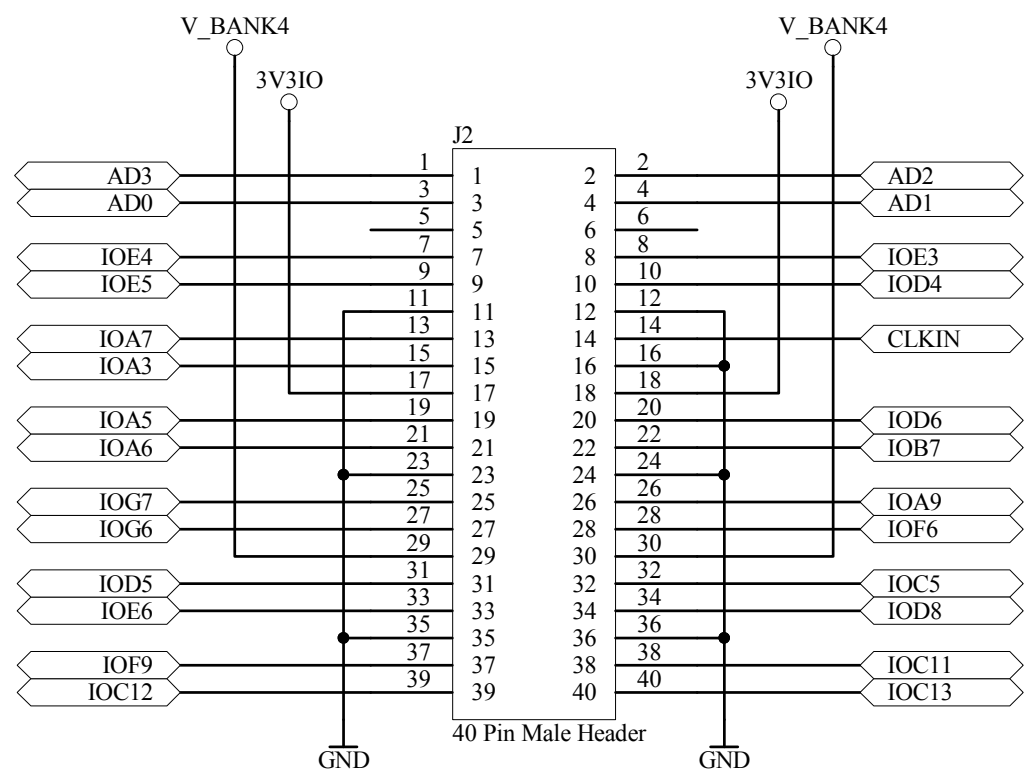 V_BANK4 V_BANK4
3V3IO 3V3IO
J2
AD3 1 1 2 2 AD2
AD0 3 3 4 4 AD1
5 5 6 6
IOE4 7 7 8 8 IOE3
IOE5 9 9 10 10 IOD4
11 11 12 12
IOA7 13 13 14 14 CLKIN
IOA3 15 15 16 16
17 17 18 18
IOA5 19 19 20 20 IOD6
IOA6 21 21 22 22 IOB7
23 23 24 24
IOG7 25 25 26 26 IOA9
IOG6 27 27 28 28 IOF6
29 29 30 30
IOD5 31 31 32 32 IOC5
IOE6 33 33 34 34 IOD8
35 35 36 36
IOF9 37 37 38 38 IOC11
IOC12 39 39 40 40 IOC13
40 Pin Male Header
GND GND